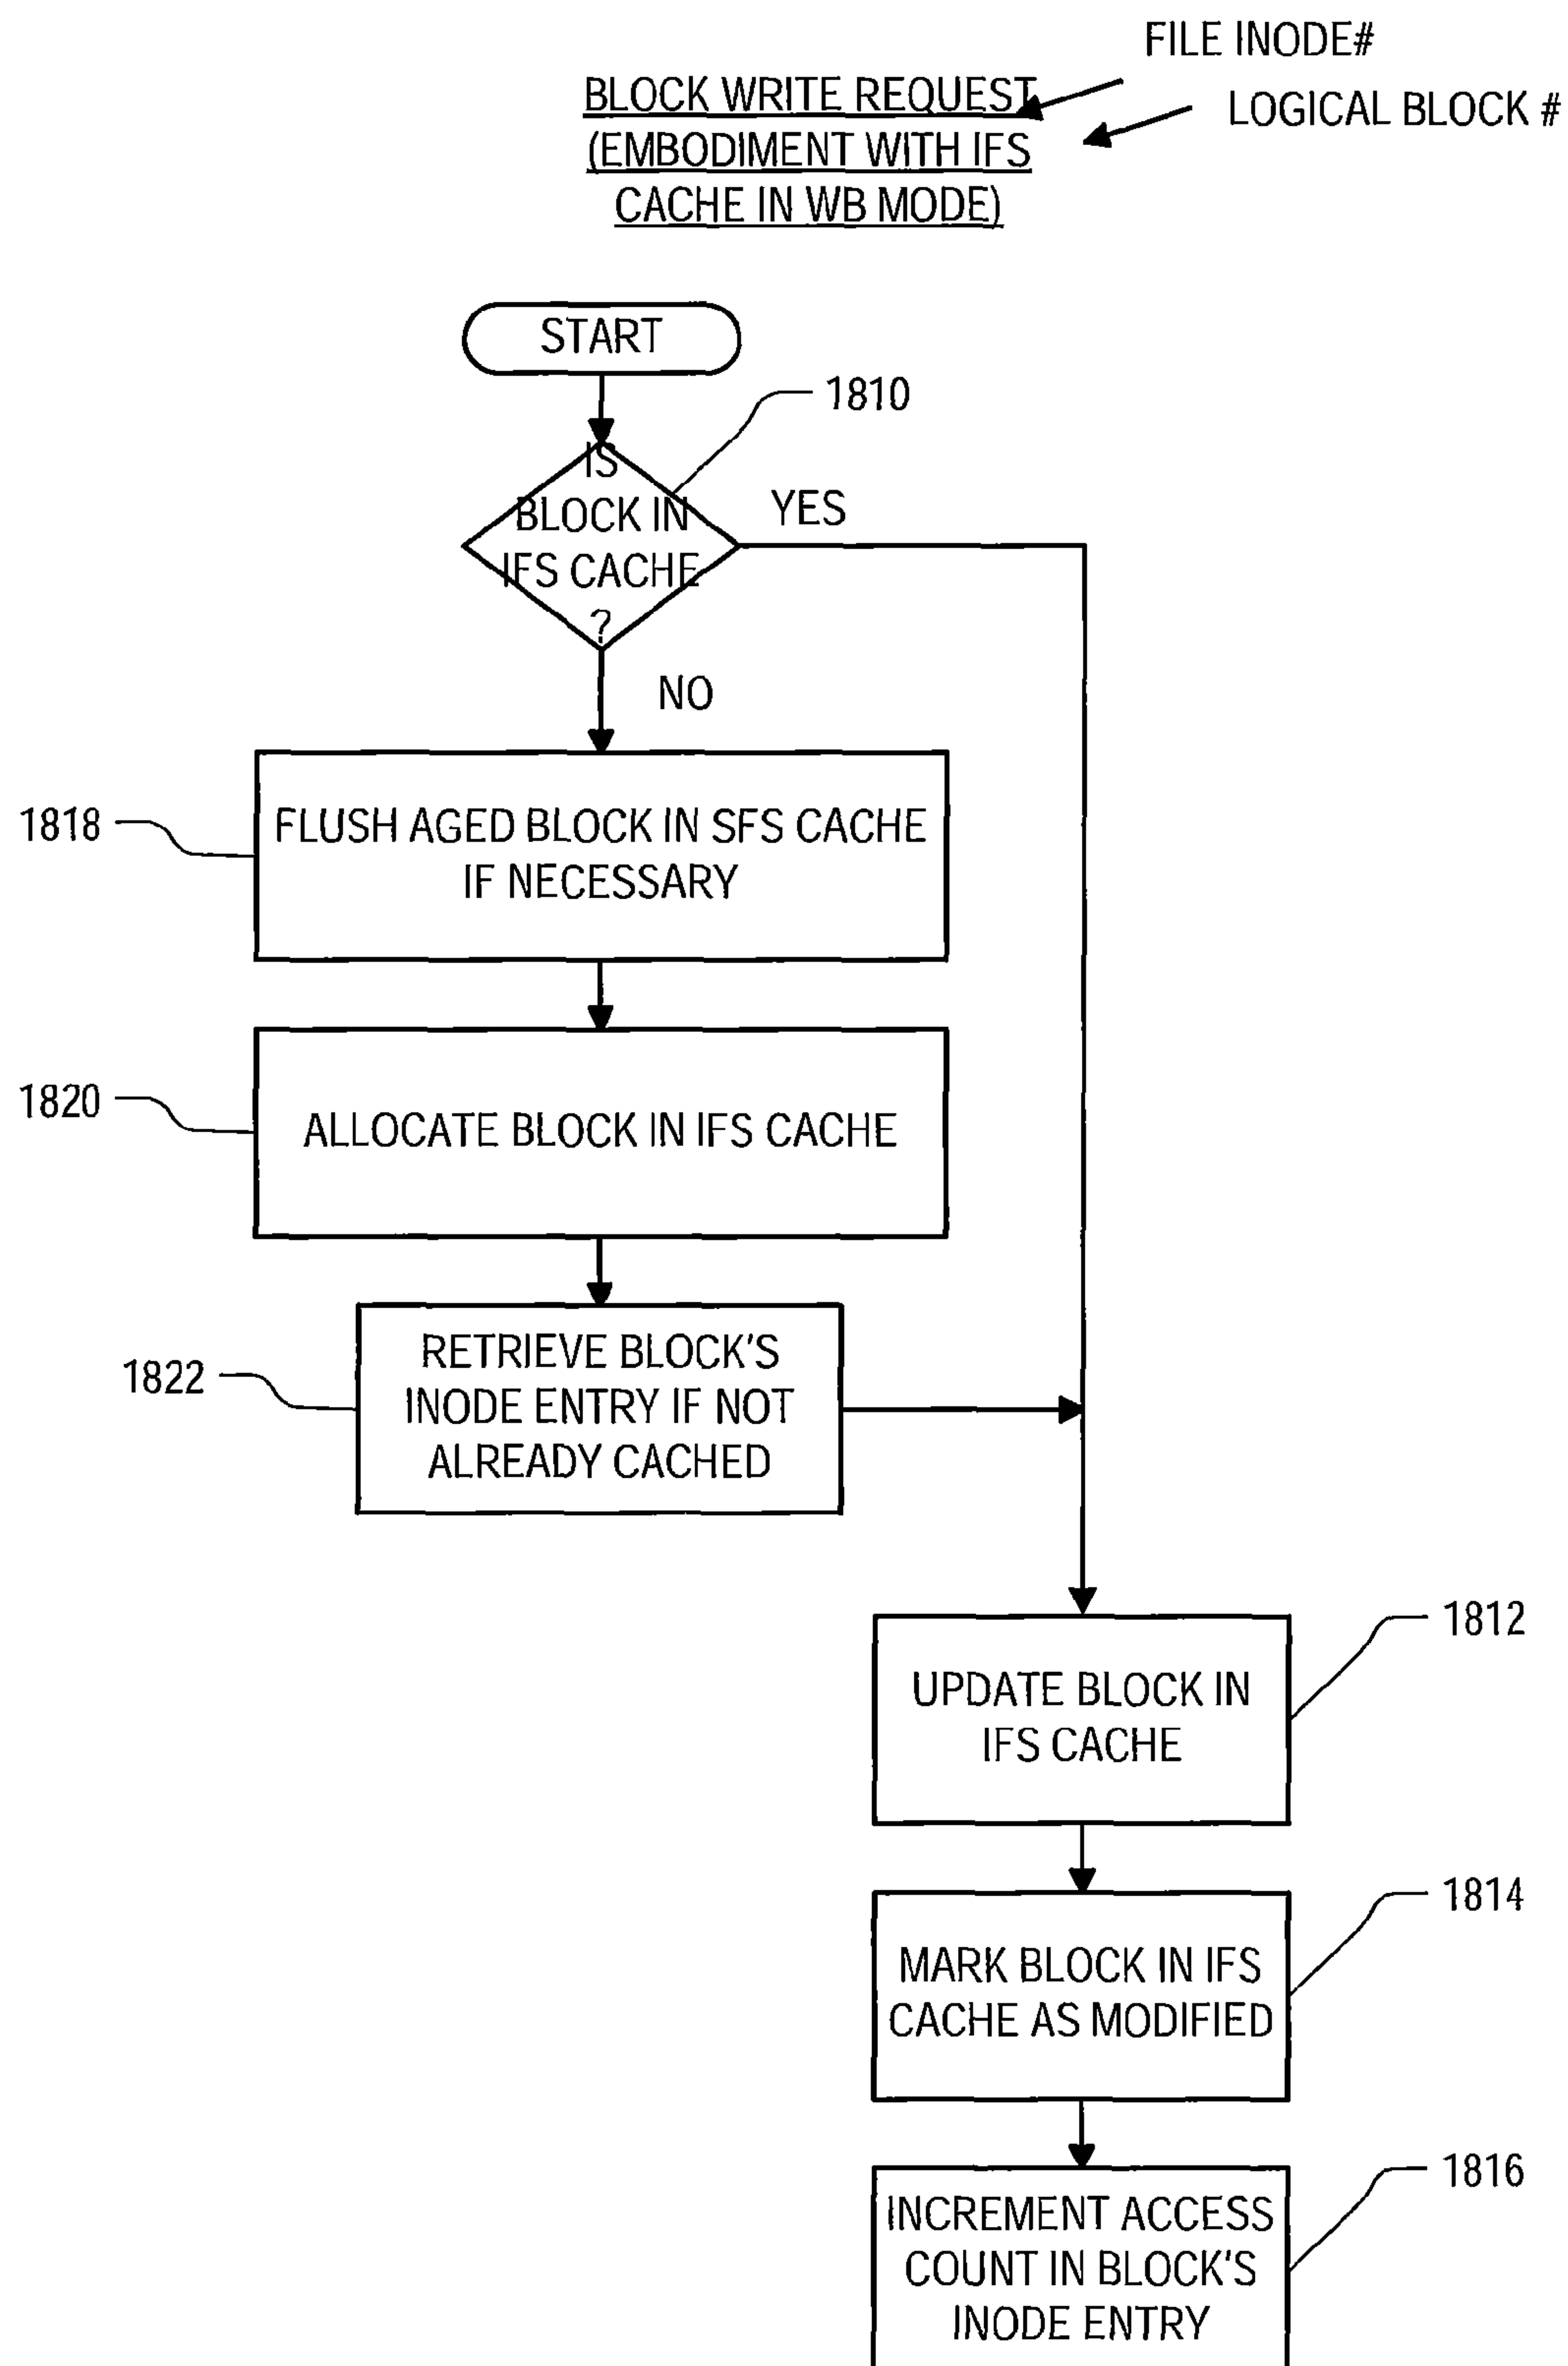 FILE INODE#
BLOCK WRITE REQUEST
LOGICAL BLOCK #
(EMBODIMENT WITH IFS
CACHE IN WB MODE)
START
1810
IS
BLOCK IN
IFS CACHE
?
YES
NO
1818
FLUSH AGED BLOCK IN SFS CACHE
IF NECESSARY
1820
ALLOCATE BLOCK IN IFS CACHE
1822
RETRIEVE BLOCK'S
INODE ENTRY IF NOT
ALREADY CACHED
1812
UPDATE BLOCK IN
IFS CACHE
1814
MARK BLOCK IN IFS
CACHE AS MODIFIED
1816
INCREMENT ACCESS
COUNT IN BLOCK'S
INODE ENTRY